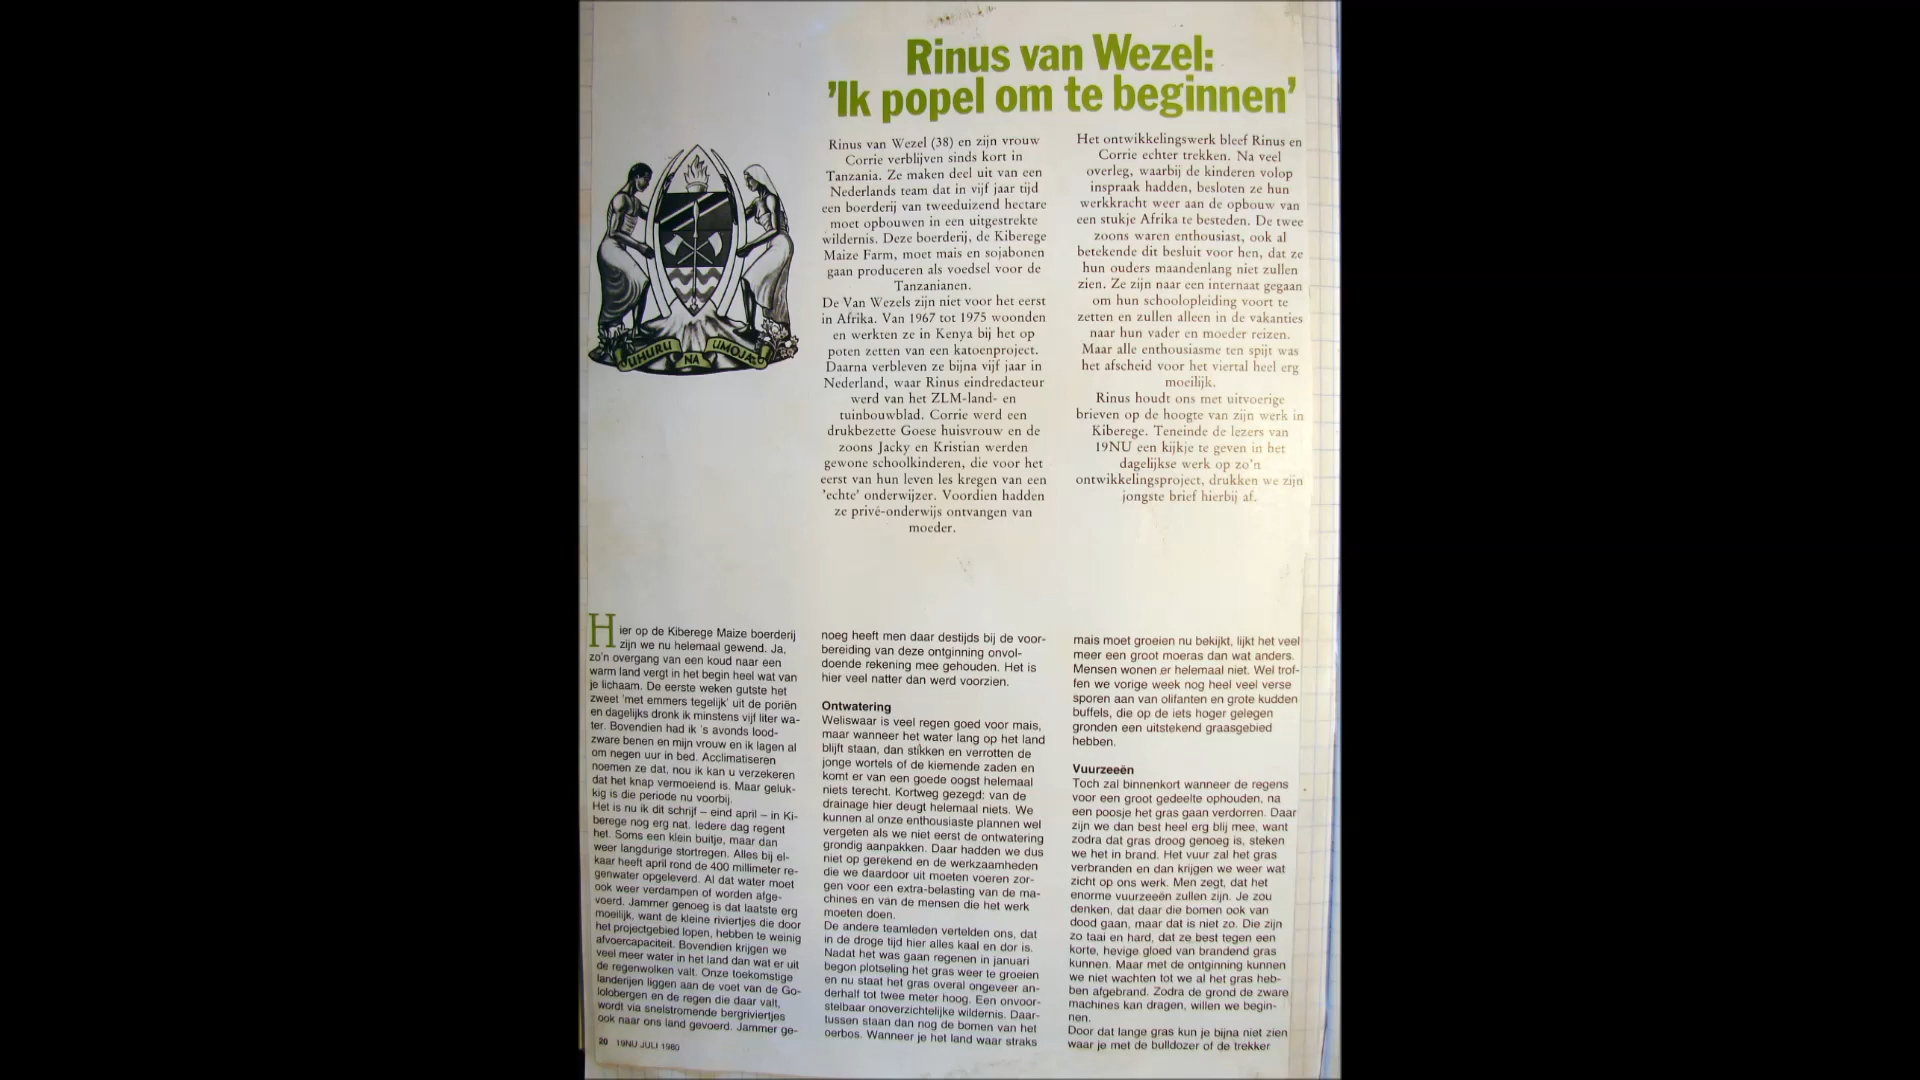 Rinus van Wezel:
'Ik popel om te beginnen'
UHURU NA UMOJA
Rinus van Wezel (38) en zijn vrouw
Corrie verblijven sinds kort in
Tanzania. Ze maken deel uit van een
Nederlands team dat in vijf jaar tijd
een boerderij van tweeduizend hectare
moet opbouwen in een uitgestrekte
wildernis. Deze boerderij, de Kiberege
Maize Farm, moet mais en sojabonen
gaan produceren als voedsel voor de
Tanzanianen.
De Van Wezels zijn niet voor het eerst
in Afrika. Van 1967 tot 1975 woonden
en werkten ze in Kenya bij het op
poten zetten van een katoenproject.
Daarna verbleven ze bijna vijf jaar in
Nederland, waar Rinus eindredacteur
werd van het ZLM-land- en
tuinbouwblad. Corrie werd een
drukbezette Goese huisvrouw en de
zoons Jacky en Kristian werden
gewone schoolkinderen, die voor het
eerst van hun leven les kregen van een
'echte' onderwijzer. Voordien hadden
ze privé-onderwijs ontvangen van
moeder.
Het ontwikkelingswerk bleef Rinus en
Corrie echter trekken. Na veel
overleg, waarbij de kinderen volop
inspraak hadden, besloten ze hun
werkkracht weer aan de opbouw van
een stukje Afrika te besteden. De twee
zoons waren enthousiast, ook al
betekende dit besluit voor hen, dat ze
hun ouders maandenlang niet zullen
zien. Ze zijn naar een internaat gegaan
om hun schoolopleiding voort te
zetten en zullen alleen in de vakanties
naar hun vader en moeder reizen.
Maar alle enthousiasme ten spijt was
het afscheid voor het viertal heel erg
moeilijk.
Rinus houdt ons met uitvoerige
brieven op de hoogte van zijn werk in
Kiberege. Teneinde de lezers van
19NU een kijkje te geven in het
dagelijkse werk op zo'n
ontwikkelingsproject, drukken we zijn
jongste brief hierbij af.
Hier op de Kiberege Maize boerderij
zijn we nu helemaal gewend. Ja,
zo'n overgang van een koud naar een
warm land vergt in het begin heel wat van
je lichaam. De eerste weken gutste het
zweet 'met emmers tegelijk' uit de poriën
en dagelijks dronk ik minstens vijf liter wa-
ter. Bovendien had ik 's avonds lood-
zware benen en mijn vrouw en ik lagen al
om negen uur in bed. Acclimatiseren
noemen ze dat, nou ik kan u verzekeren
dat het knap vermoeiend is. Maar geluk-
kig is die periode nu voorbij.
Het is nu ik dit schrijf – eind april – in Ki-
berege nog erg nat. Iedere dag regent
het. Soms een klein buitje, maar dan
weer langdurige stortregen. Alles bij el-
kaar heeft april rond de 400 millimeter re-
genwater opgeleverd. Al dat water moet
ook weer verdampen of worden afge-
voerd. Jammer genoeg is dat laatste erg
moeilijk, want de kleine riviertjes die door
het projectgebied lopen, hebben te weinig
afvoercapaciteit. Bovendien krijgen we
veel meer water in het land dan wat er uit
de regenwolken valt. Onze toekomstige
landerijen liggen aan de voet van de Go-
lolobergen en de regen die daar valt,
wordt via snelstromende bergriviertjes
ook naar ons land gevoerd. Jammer ge-
noeg heeft men daar destijds bij de voor-
bereiding van deze ontginning onvol-
doende rekening mee gehouden. Het is
hier veel natter dan werd voorzien.
Ontwatering
Weliswaar is veel regen goed voor mais,
maar wanneer het water lang op het land
blijft staan, dan stikken en verrotten de
jonge wortels of de kiemende zaden en
komt er van een goede oogst helemaal
niets terecht. Kortweg gezegd: van de
drainage hier deugt helemaal niets. We
kunnen al onze enthousiaste plannen wel
vergeten als we niet eerst de ontwatering
grondig aanpakken. Daar hadden we dus
niet op gerekend en de werkzaamheden
die we daardoor uit moeten voeren zor-
gen voor een extra-belasting van de ma-
chines en van de mensen die het werk
moeten doen.
De andere teamleden vertelden ons, dat
in de droge tijd hier alles kaal en dor is.
Nadat het was gaan regenen in januari
begon plotseling het gras weer te groeien
en nu staat het gras overal ongeveer an-
derhalf tot twee meter hoog. Een onvoor-
stelbaar onoverzichtelijke wildernis. Daar-
tussen staan dan nog de bomen van het
oerbos. Wanneer je het land waar straks
mais moet groeien nu bekijkt, lijkt het veel
meer een groot moeras dan wat anders.
Mensen wonen er helemaal niet. Wel trof-
fen we vorige week nog heel veel verse
sporen aan van olifanten en grote kudden
buffels, die op de iets hoger gelegen
gronden een uitstekend graasgebied
hebben.
Vuurzeeën
Toch zal binnenkort wanneer de regens
voor een groot gedeelte ophouden, na
een poosje het gras gaan verdorren. Daar
zijn we dan best heel erg blij mee, want
zodra dat gras droog genoeg is, steken
we het in brand. Het vuur zal het gras
verbranden en dan krijgen we weer wat
zicht op ons werk. Men zegt, dat het
enorme vuurzeeën zullen zijn. Je zou
denken, dat daar die bomen ook van
dood gaan, maar dat is niet zo. Die zijn
zo taai en hard, dat ze best tegen een
korte, hevige gloed van brandend gras
kunnen. Maar met de ontginning kunnen
we niet wachten tot we al het gras heb-
ben afgebrand. Zodra de grond de zware
machines kan dragen, willen we begin-
nen.
Door dat lange gras kun je bijna niet zien
waar je met de bulldozer of de trekker
20 19NU JULI 1980